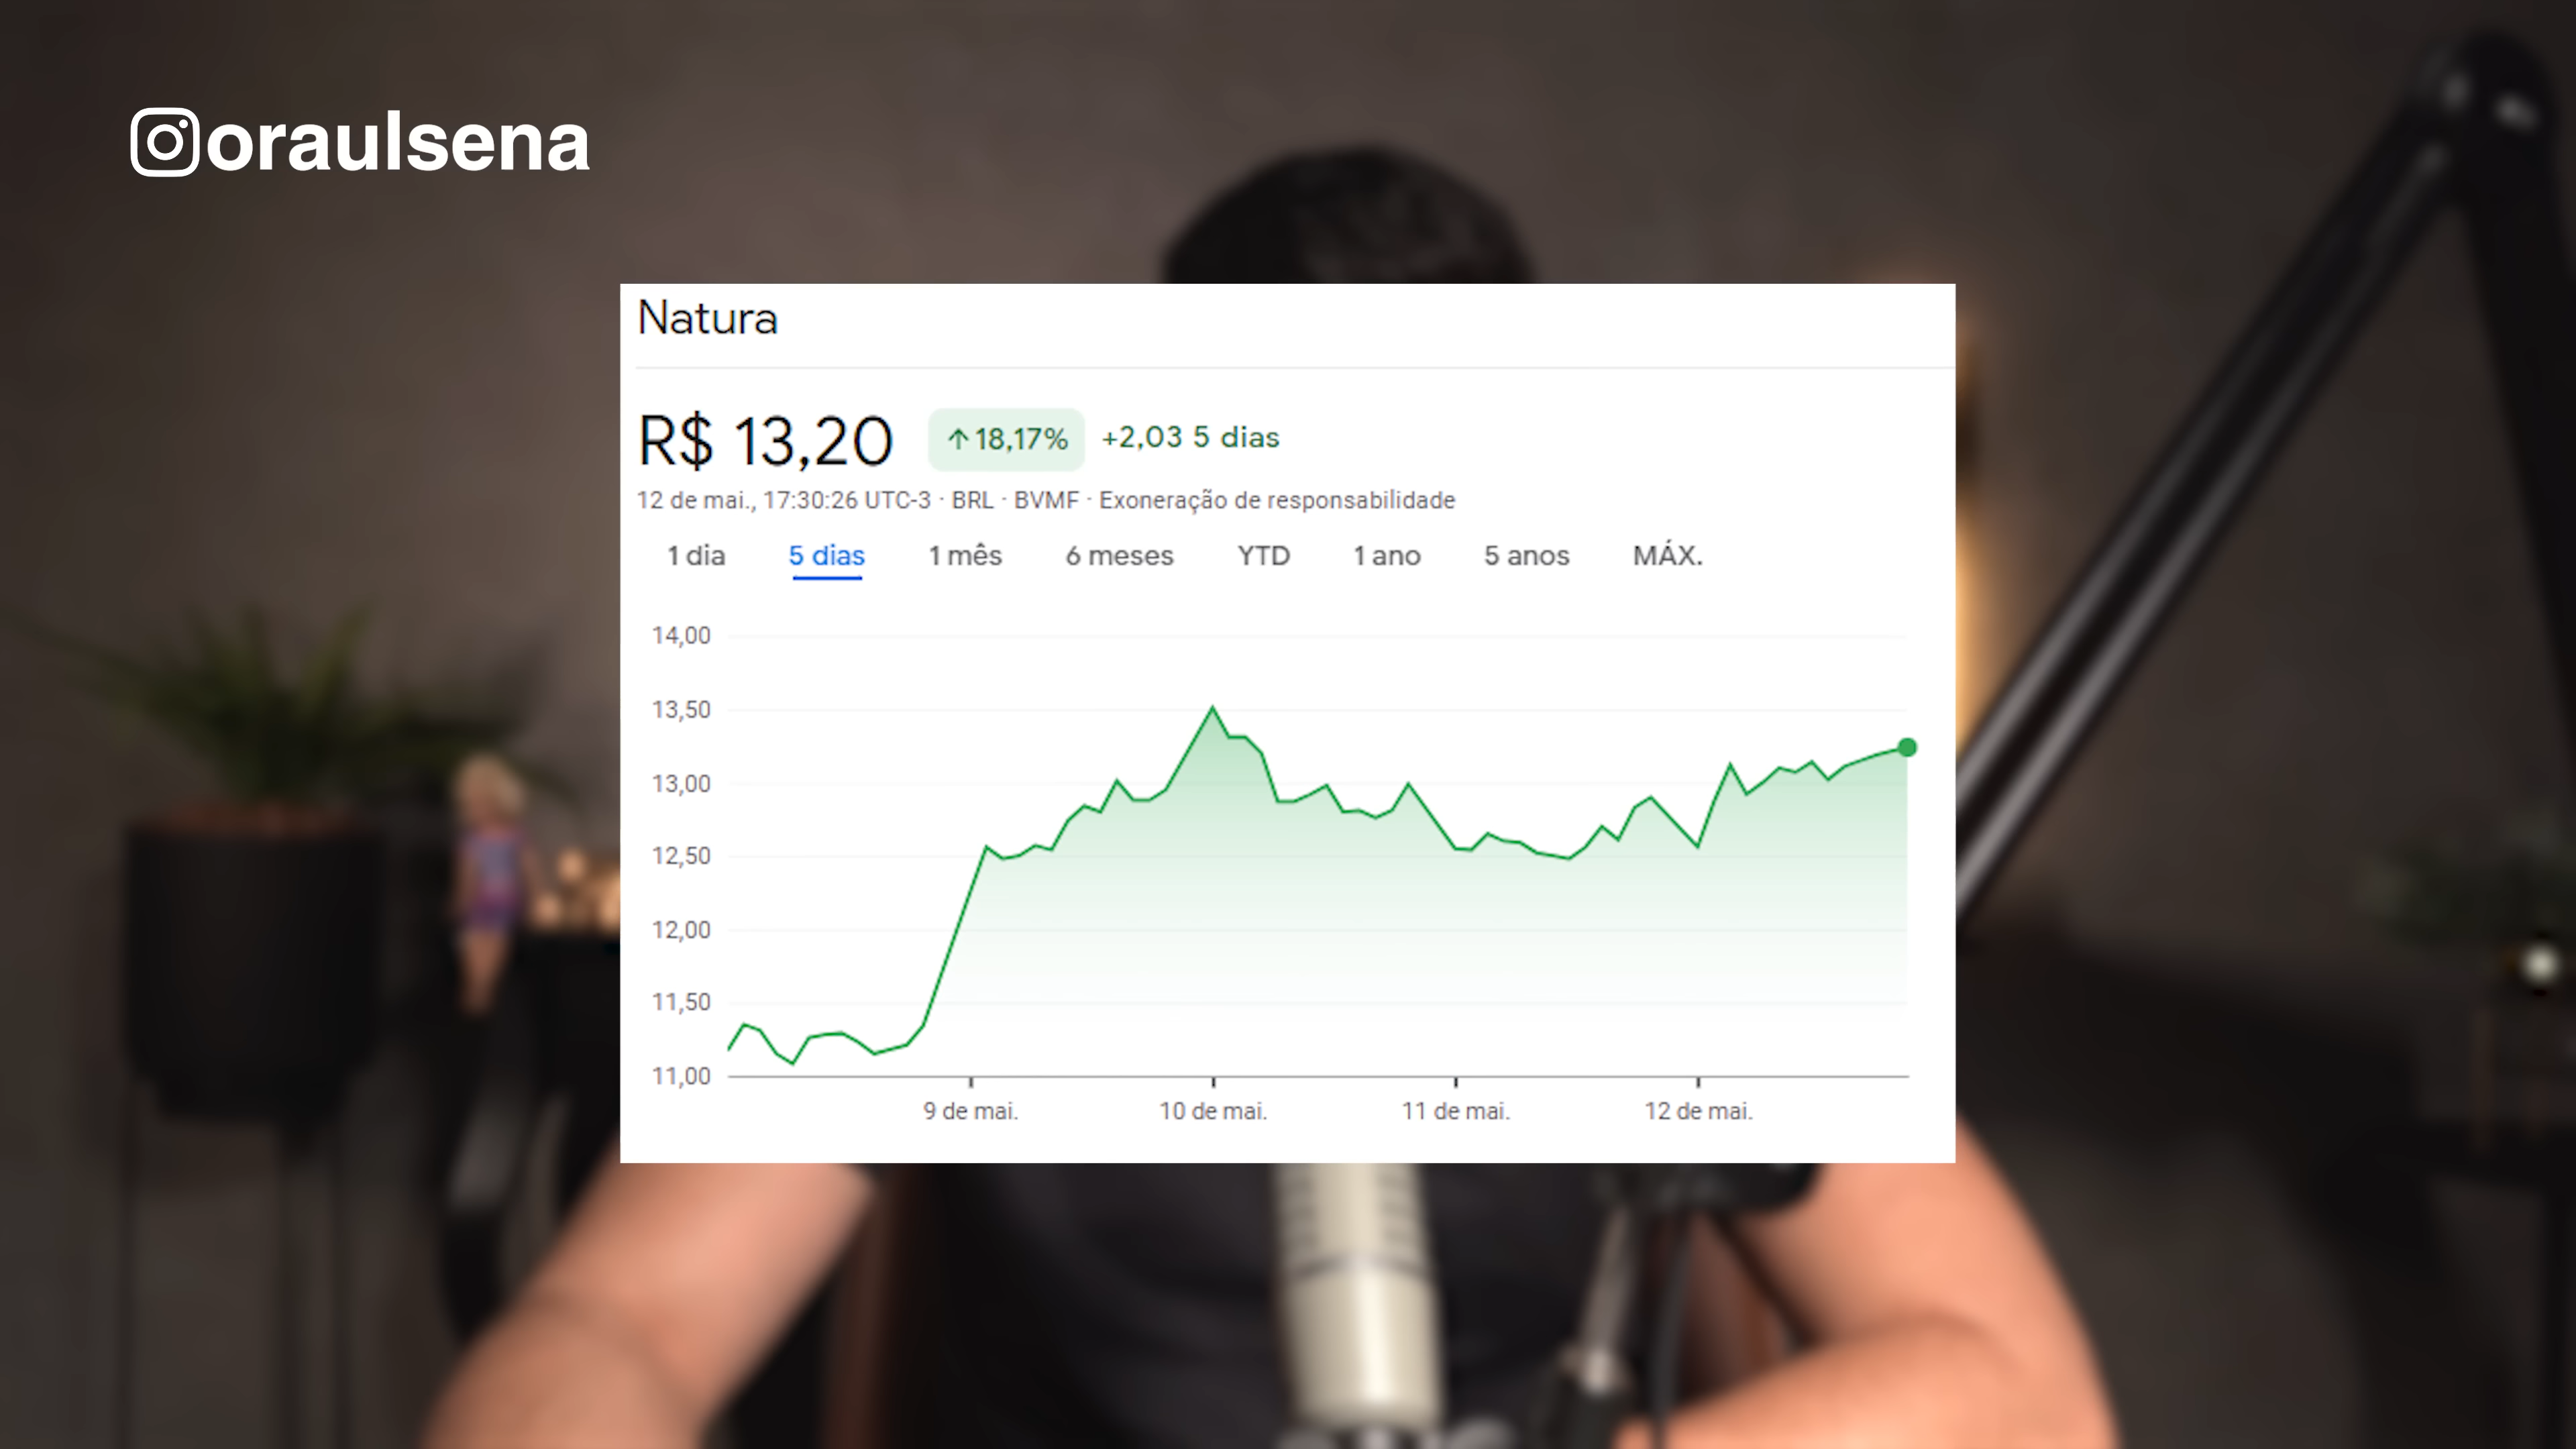 oraulsena
Natura
R$ 13,20 ↑18,17% +2,03 5 dias
12 de mai., 17:30:26 UTC-3 · BRL · BVMF · Exoneração de responsabilidade
1 dia 5 dias 1 mês 6 meses YTD 1 ano 5 anos MÁX.
14,00
13,50
13,00
12,50
12,00
11,50
11,00
9 de mai. 10 de mai. 11 de mai. 12 de mai.